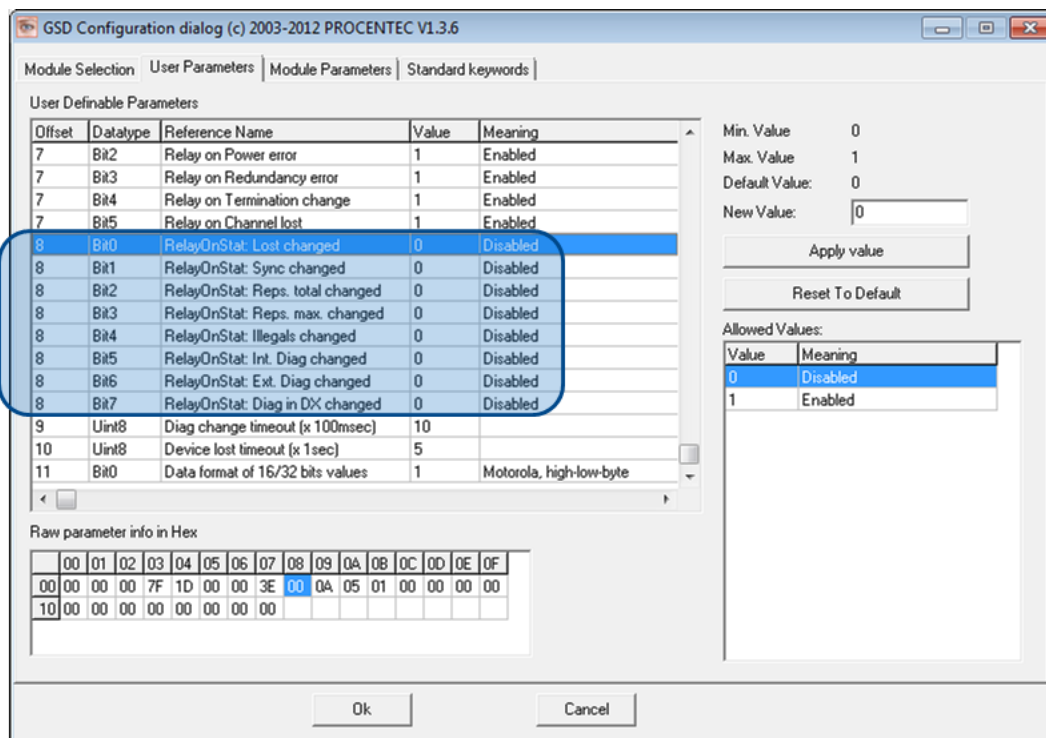 GSD Configuration dialog (c) 2003-2012 PROCENTEC V1.3.6
Module Selection User Parameters Module Parameters Standard keywords
User Definable Parameters
Offset Datatype Reference Name Value Meaning
7 Bit2 Relay on Power error 1 Enabled
7 Bit3 Relay on Redundancy error 1 Enabled
7 Bit4 Relay on Termination change 1 Enabled
7 Bit5 Relay on Channel lost 1 Enabled
8 Bit0 RelayOnStat: Lost changed 0 Disabled
8 Bit1 RelayOnStat: Sync changed 0 Disabled
8 Bit2 RelayOnStat: Reps. total changed 0 Disabled
8 Bit3 RelayOnStat: Reps. max. changed 0 Disabled
8 Bit4 RelayOnStat: Illegals changed 0 Disabled
8 Bit5 RelayOnStat: Int. Diag changed 0 Disabled
8 Bit6 RelayOnStat: Ext. Diag changed 0 Disabled
8 Bit7 RelayOnStat: Diag in DX changed 0 Disabled
9 Uint8 Diag change timeout (x 100msec) 10
10 Uint8 Device lost timeout (x 1sec) 5
11 Bit0 Data format of 16/32 bits values 1 Motorola, high-low-byte
Min. Value 0
Max. Value 1
Default Value: 0
New Value: 0
Apply value
Reset To Default
Allowed Values:
Value Meaning
0 Disabled
1 Enabled
Raw parameter info in Hex
00 01 02 03 04 05 06 07 08 09 0A 0B 0C 0D 0E 0F
00 00 00 00 7F 1D 00 00 3E 00 0A 05 01 00 00 00 00
10 00 00 00 00 00 00 00 00
Ok Cancel